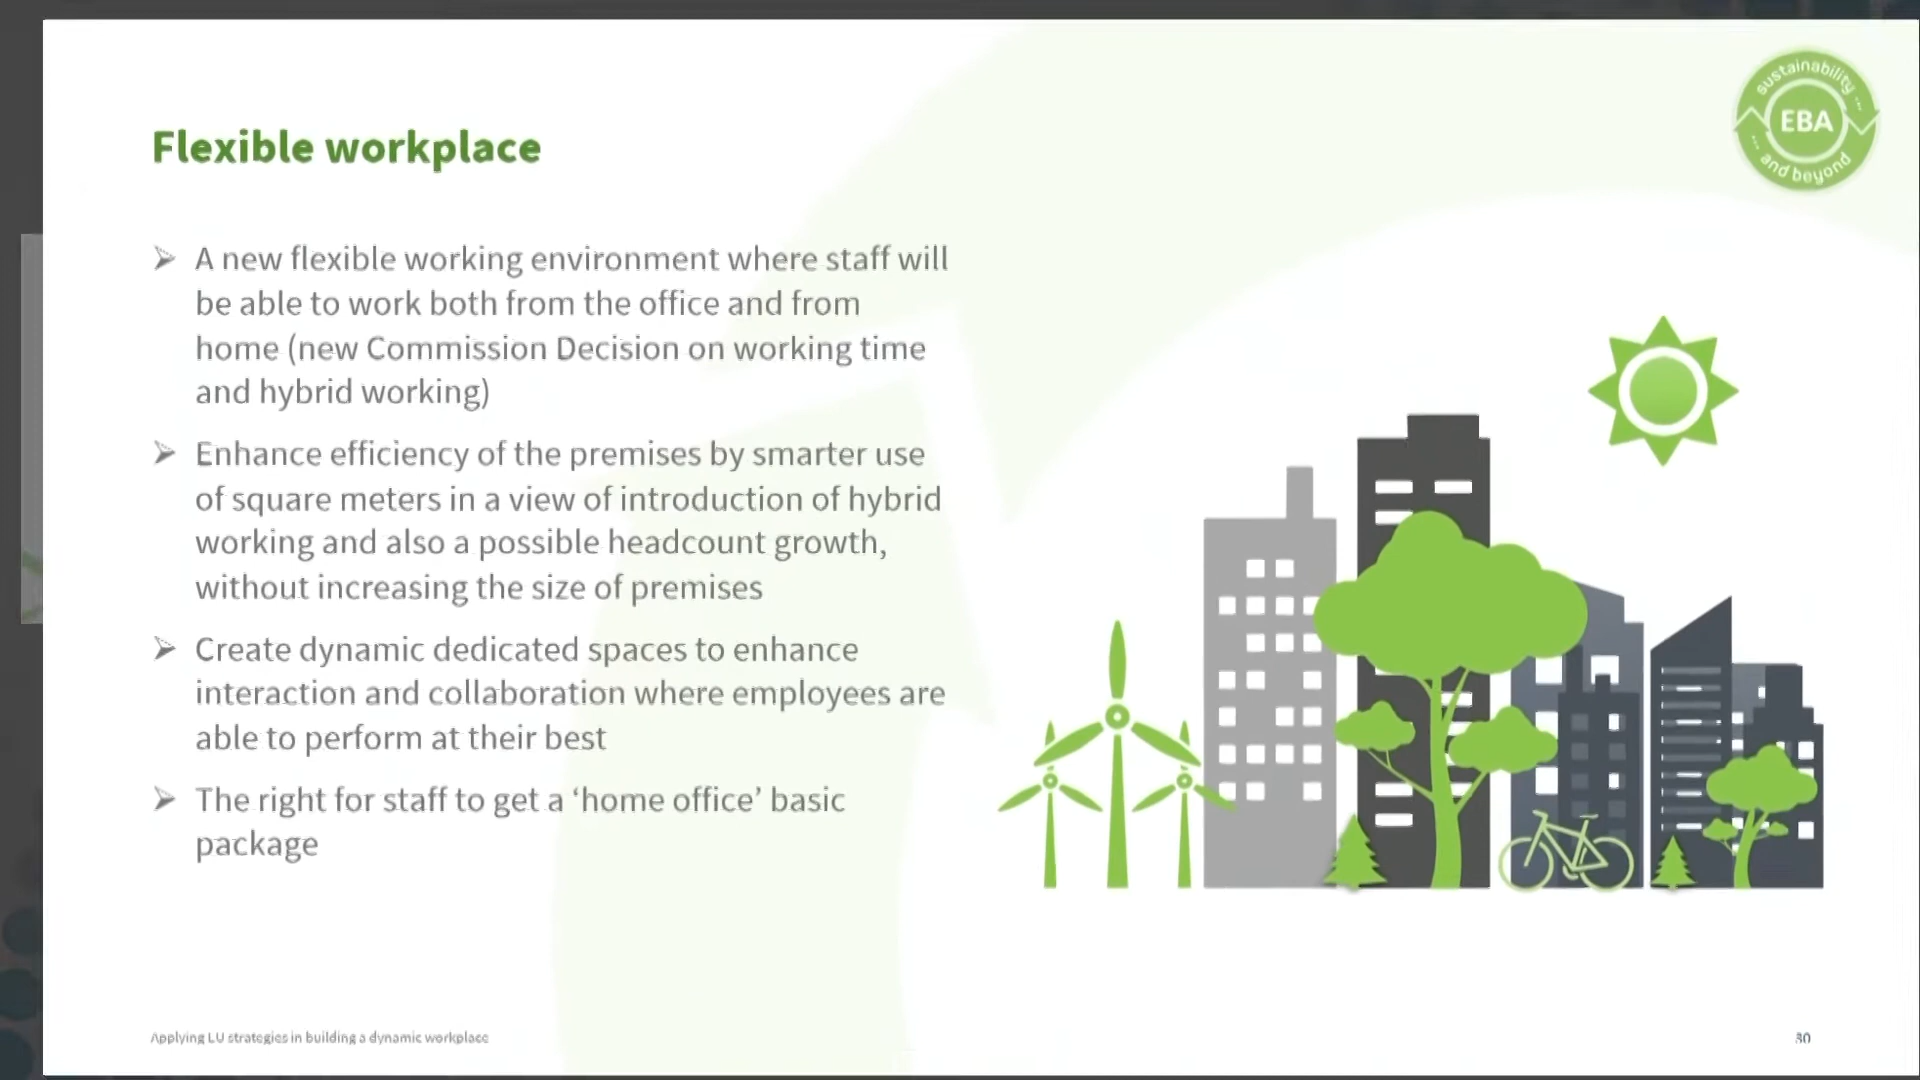 sustainability ...
EBA
... and beyond
Flexible workplace
➢ A new flexible working environment where staff will
be able to work both from the office and from
home (new Commission Decision on working time
and hybrid working)
➢ Enhance efficiency of the premises by smarter use
of square meters in a view of introduction of hybrid
working and also a possible headcount growth,
without increasing the size of premises
➢ Create dynamic dedicated spaces to enhance
interaction and collaboration where employees are
able to perform at their best
➢ The right for staff to get a ‘home office’ basic
package
Applying EU strategies in building a dynamic workplace
30